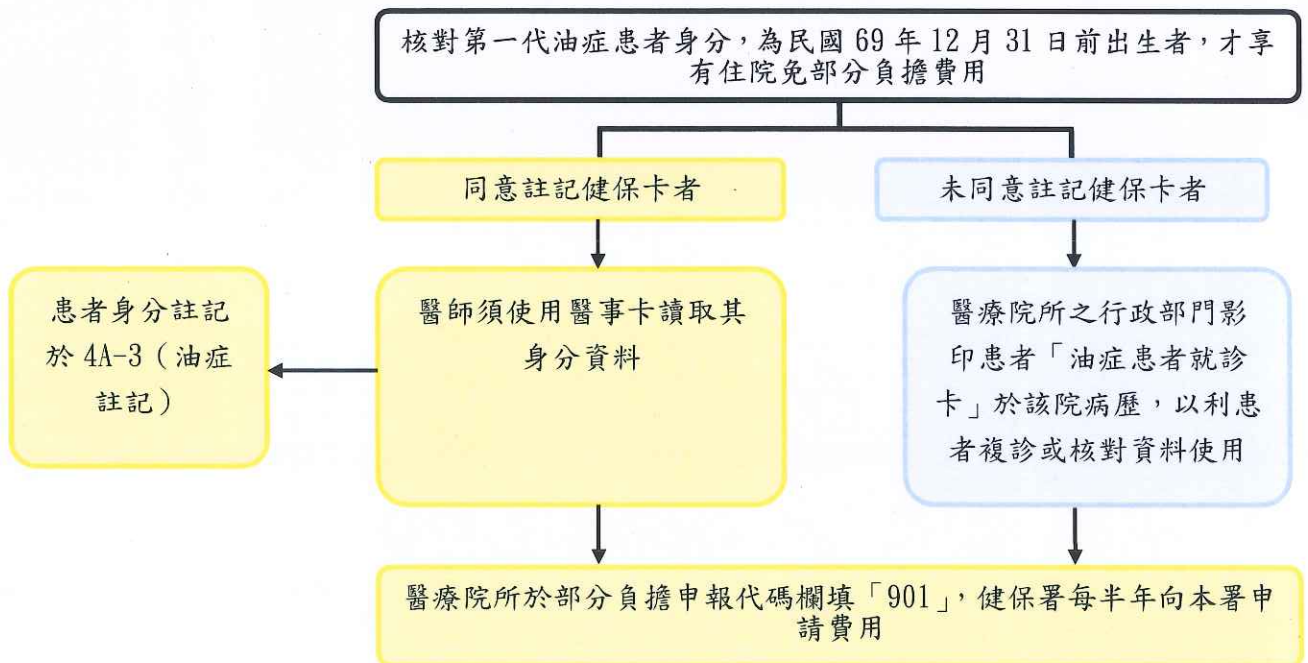 核對第一代油症患者身分，為民國 69 年 12 月 31 日前出生者，才享
有住院免部分負擔費用
同意註記健保卡者
未同意註記健保卡者
患者身分註記
於 4A-3（油症
註記）
醫師須使用醫事卡讀取其
身分資料
醫療院所之行政部門影
印患者「油症患者就診
卡」於該院病歷，以利患
者複診或核對資料使用
醫療院所於部分負擔申報代碼欄填「901」，健保署每半年向本署申
請費用